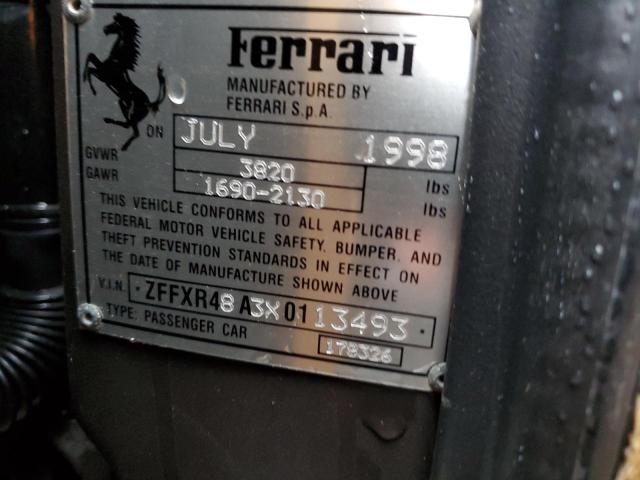 Ferrari
MANUFACTURED BY
FERRARI S.p.A.
ON JULY 1998
GVWR 3820 lbs
GAWR 1690-2130 lbs
THIS VEHICLE CONFORMS TO ALL APPLICABLE
FEDERAL MOTOR VEHICLE SAFETY, BUMPER, AND
THEFT PREVENTION STANDARDS IN EFFECT ON
THE DATE OF MANUFACTURE SHOWN ABOVE
V.I.N. ·ZFFXR48A3X0113493·
TYPE: PASSENGER CAR 178326